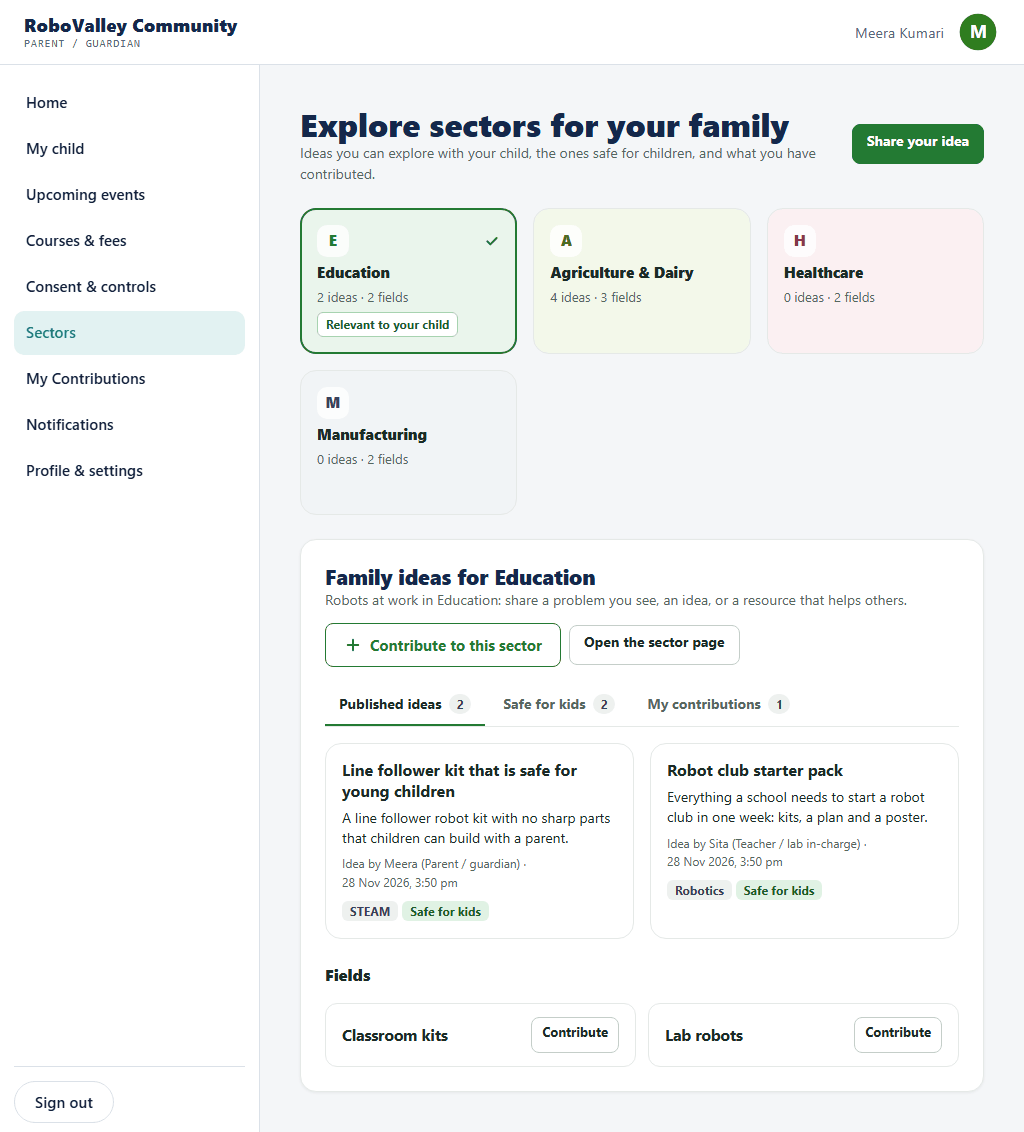 RoboValley Community
PARENT / GUARDIAN
Meera Kumari
M
Home
My child
Upcoming events
Courses & fees
Consent & controls
Sectors
My Contributions
Notifications
Profile & settings
Sign out
Explore sectors for your family
Ideas you can explore with your child, the ones safe for children, and what you have
contributed.
Share your idea
E
Education
2 ideas · 2 fields
Relevant to your child
A
Agriculture & Dairy
4 ideas · 3 fields
H
Healthcare
0 ideas · 2 fields
M
Manufacturing
0 ideas · 2 fields
Family ideas for Education
Robots at work in Education: share a problem you see, an idea, or a resource that helps others.
+ Contribute to this sector
Open the sector page
Published ideas 2
Safe for kids 2
My contributions 1
Line follower kit that is safe for
young children
A line follower robot kit with no sharp parts
that children can build with a parent.
Idea by Meera (Parent / guardian) ·
28 Nov 2026, 3:50 pm
STEAM
Safe for kids
Robot club starter pack
Everything a school needs to start a robot
club in one week: kits, a plan and a poster.
Idea by Sita (Teacher / lab in-charge) ·
28 Nov 2026, 3:50 pm
Robotics
Safe for kids
Fields
Classroom kits
Contribute
Lab robots
Contribute